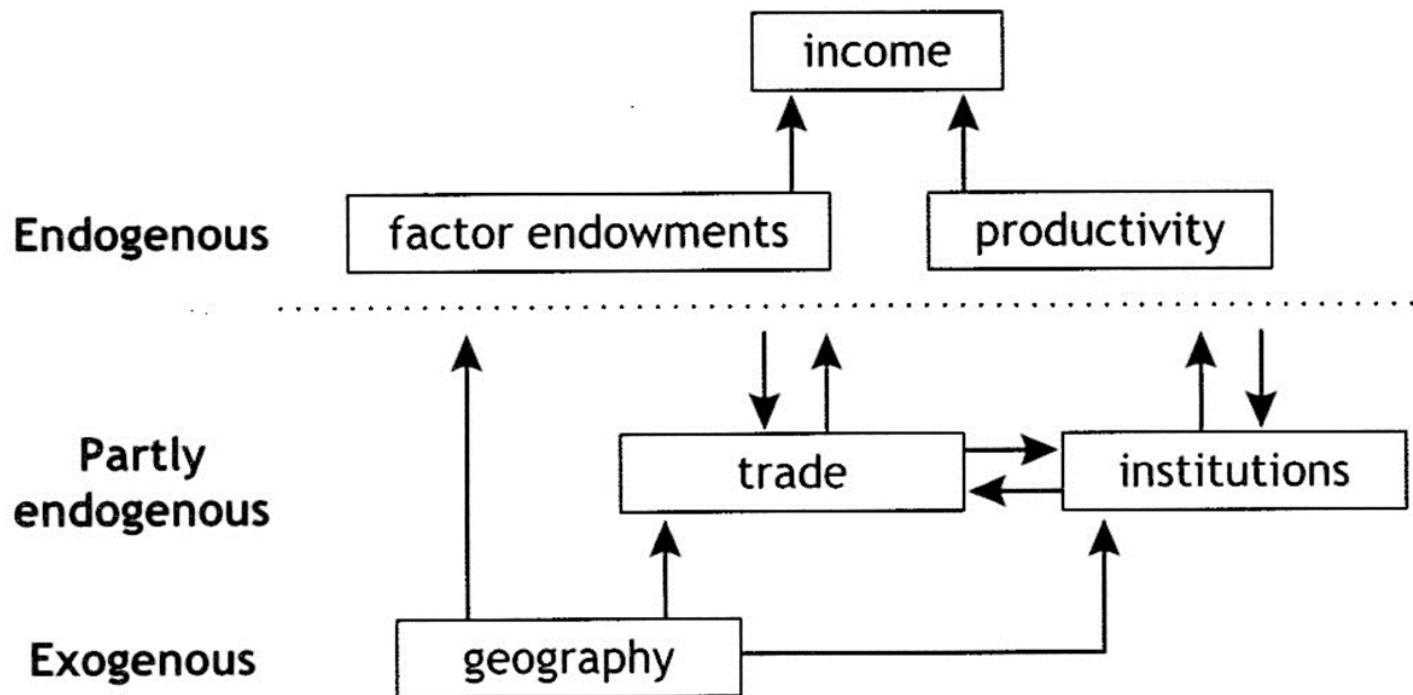 income
Endogenous
factor endowments
productivity
Partly
endogenous
trade
institutions
Exogenous
geography